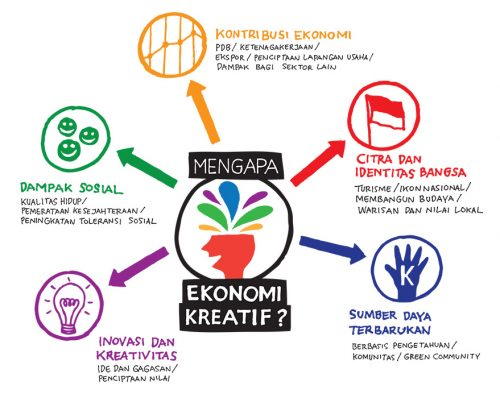 KONTRIBUSI EKONOMI
PDB/ KETENAGAKERJAAN/
EKSPOR/PENCIPTAAN LAPANGAN USAHA/
DAMPAK BAGI SEKTOR LAIN
MENGAPA
EKONOMI
KREATIF?
CITRA DAN
IDENTITAS BANGSA
TURISME/IKON NASIONAL/
MEMBANGUN BUDAYA/
WARISAN DAN NILAI LOKAL
DAMPAK SOSIAL
KUALITAS HIDUP/
PEMERATAAN KESEJAHTERAAN/
PENINGKATAN TOLERANSI SOSIAL
K
SUMBER DAYA
TERBARUKAN
BERBASIS PENGETAHUAN/
KOMUNITAS/GREEN COMMUNITY
INOVASI DAN
KREATIVITAS
IDE DAN GAGASAN/
PENCIPTAAN NILAI